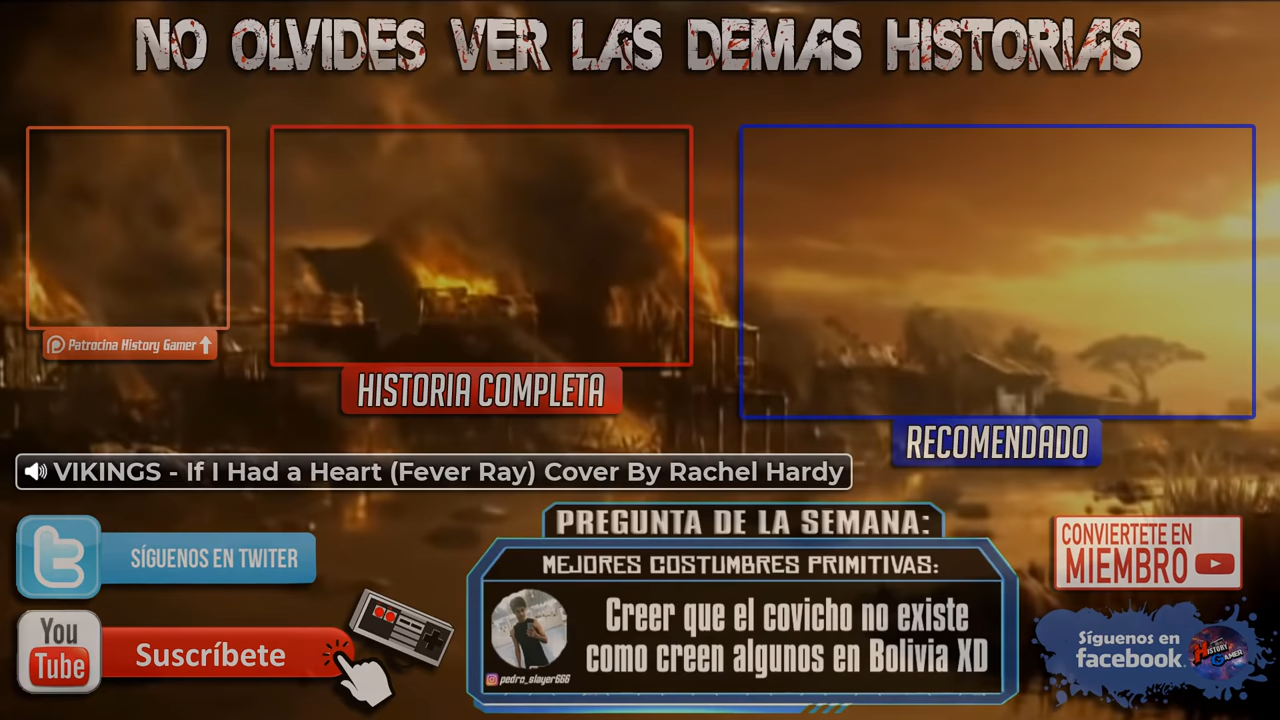 NO OLVIDES VER LAS DEMAS HISTORIAS
Patrocina History Gamer
HISTORIA COMPLETA
RECOMENDADO
VIKINGS - If I Had a Heart (Fever Ray) Cover By Rachel Hardy
SÍGUENOS EN TWITER
You
Tube
Suscríbete
PREGUNTA DE LA SEMANA:
MEJORES COSTUMBRES PRIMITIVAS:
Creer que el covicho no existe
como creen algunos en Bolivia XD
pedro_slayer666
CONVIERTETE EN
MIEMBRO
Síguenos en
facebook
HISTORY
GAMER